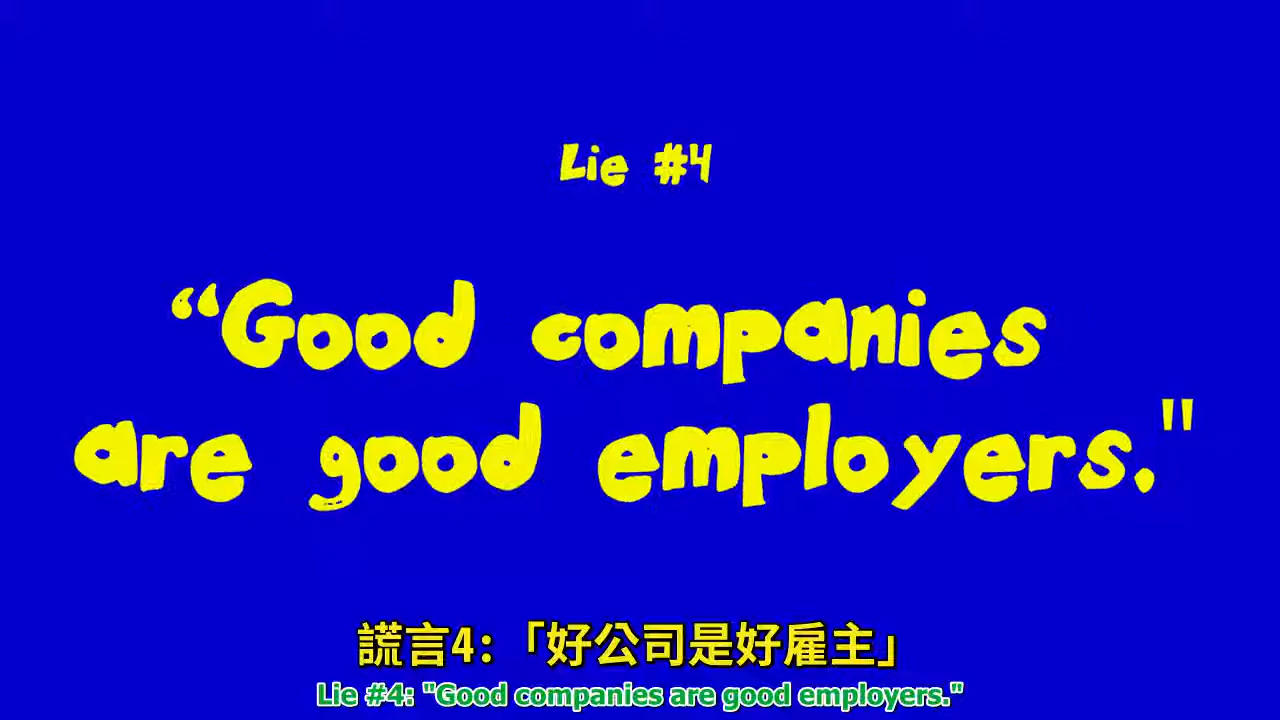 Lie #4
“Good companies
are good employers."
謊言4:「好公司是好雇主」
Lie #4: "Good companies are good employers."